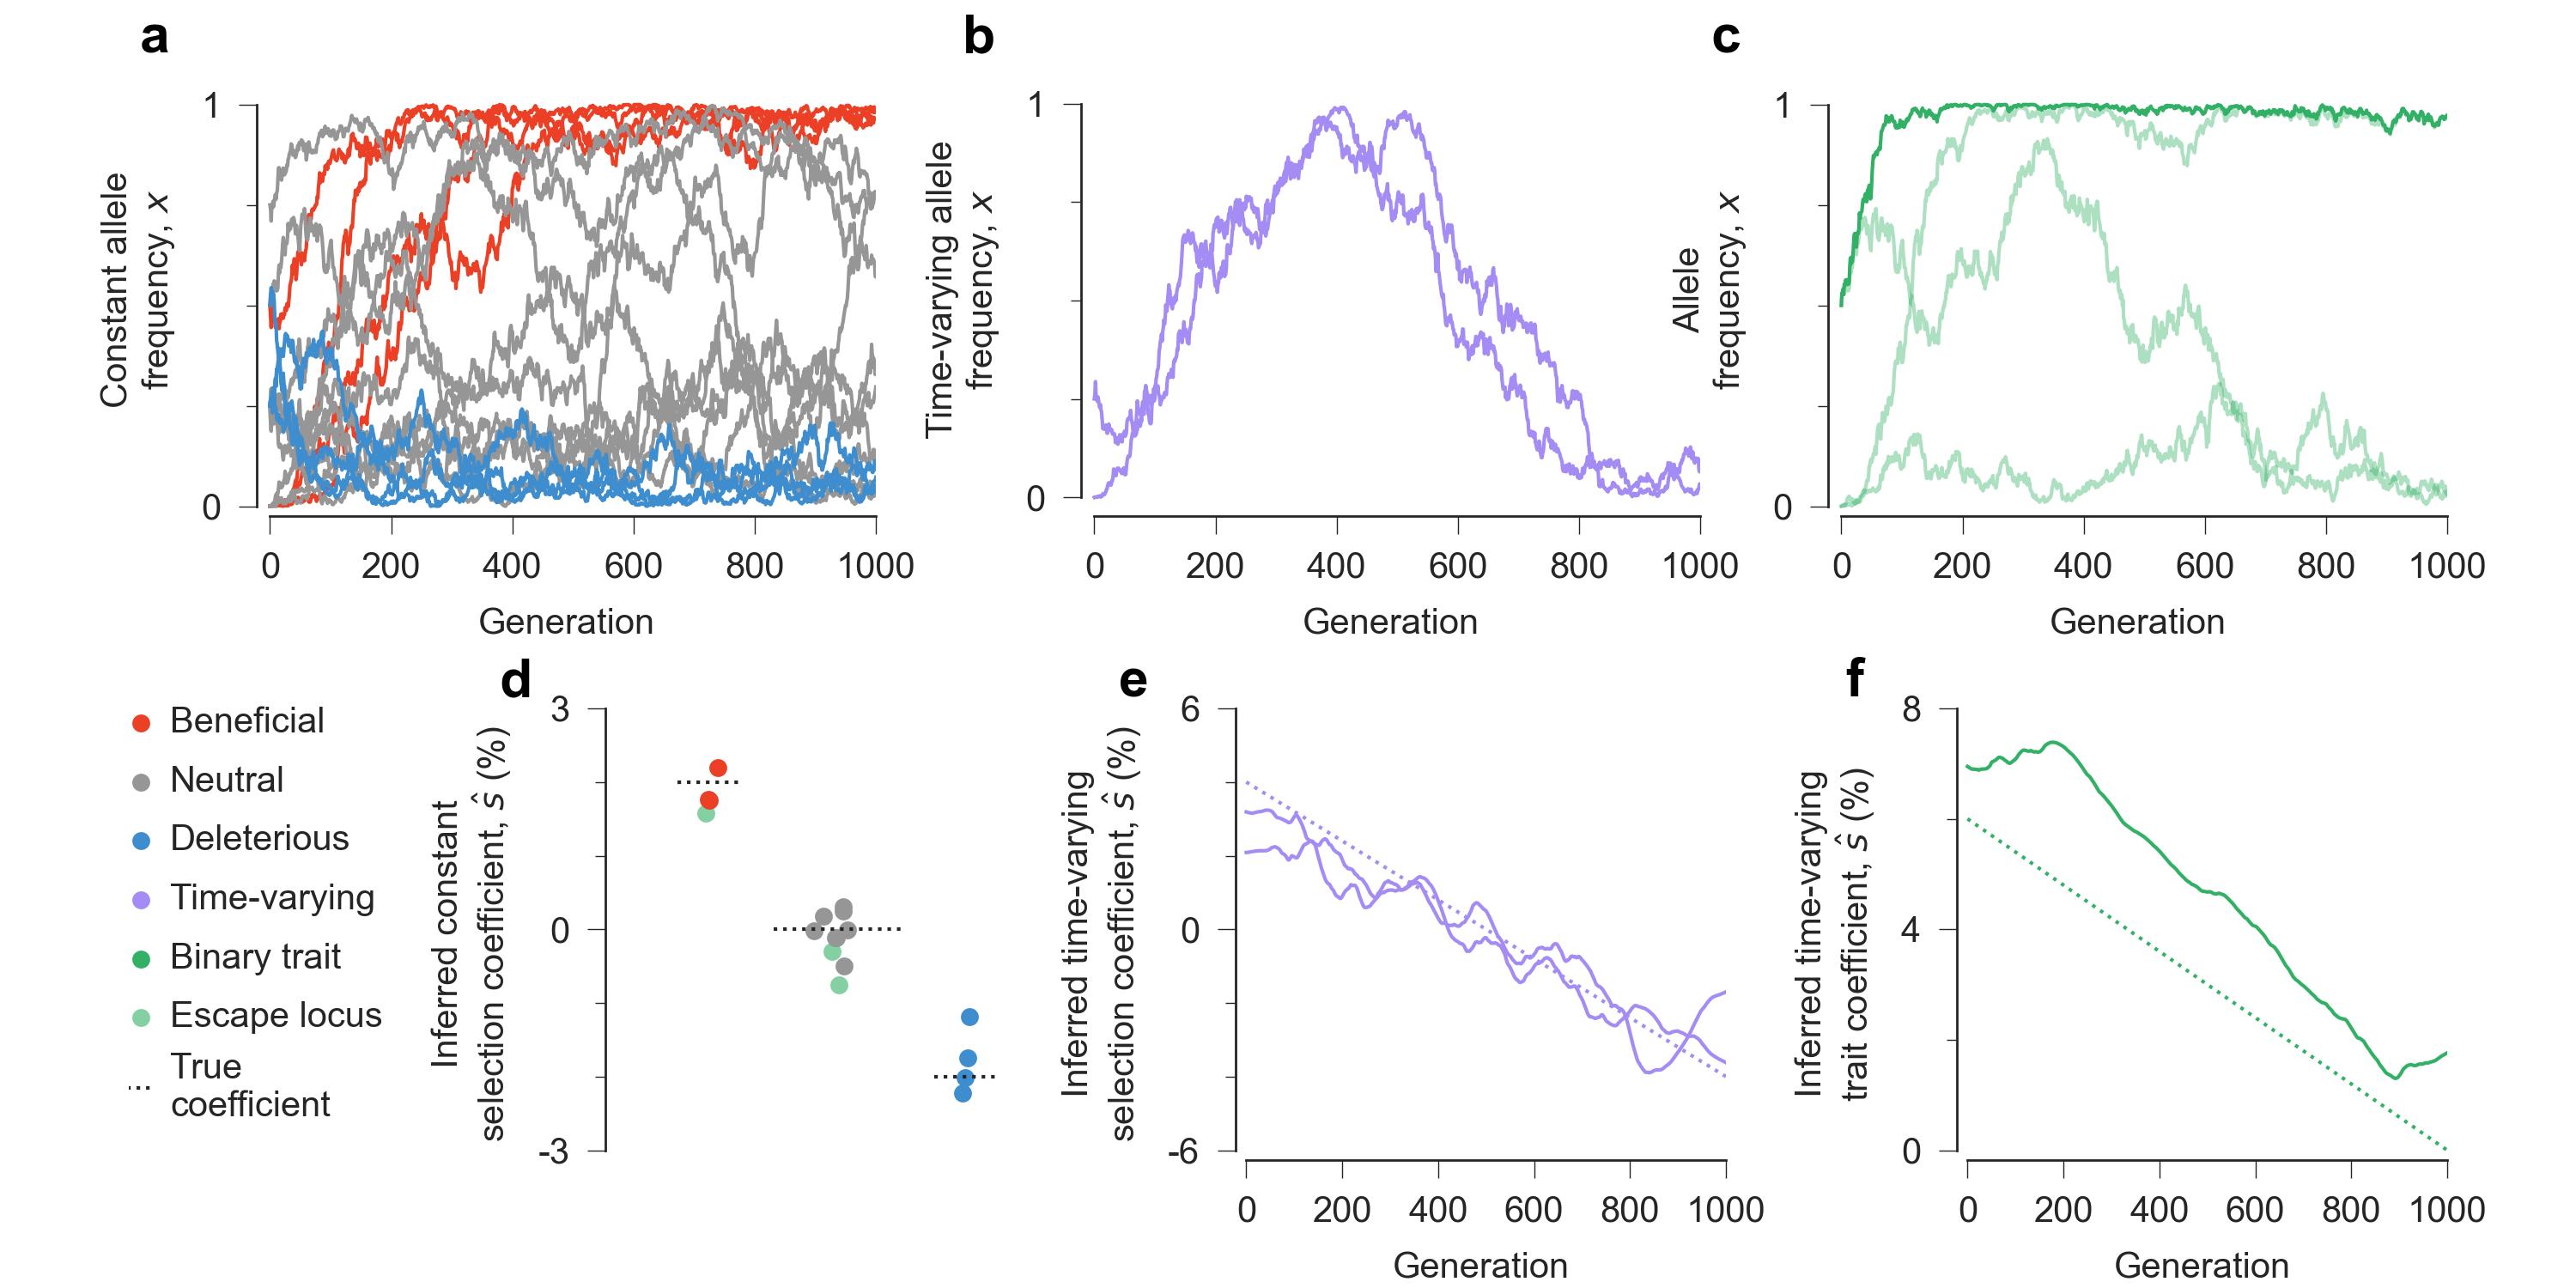 a
Constant allele
frequency, x
1
0
0 200 400 600 800 1000
Generation
b
Time-varying allele
frequency, x
1
0
0 200 400 600 800 1000
Generation
c
Allele
frequency, x
1
0
0 200 400 600 800 1000
Generation
Beneficial
Neutral
Deleterious
Time-varying
Binary trait
Escape locus
True
coefficient
d
Inferred constant
selection coefficient, ŝ (%)
3
0
-3
e
Inferred time-varying
selection coefficient, ŝ (%)
6
0
-6
0 200 400 600 800 1000
Generation
f
Inferred time-varying
trait coefficient, ŝ (%)
8
4
0
0 200 400 600 800 1000
Generation